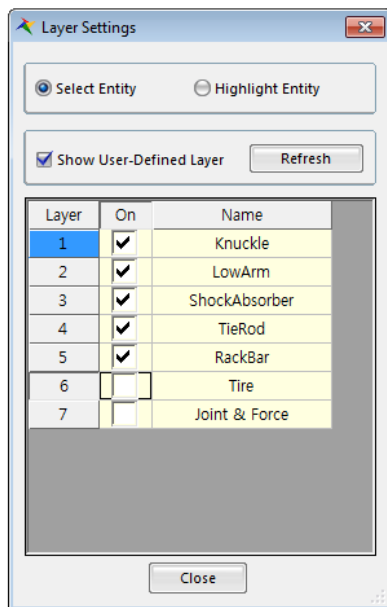 Layer Settings
Select Entity Highlight Entity
Show User-Defined Layer Refresh
Layer On Name
1 Knuckle
2 LowArm
3 ShockAbsorber
4 TieRod
5 RackBar
6 Tire
7 Joint & Force
Close